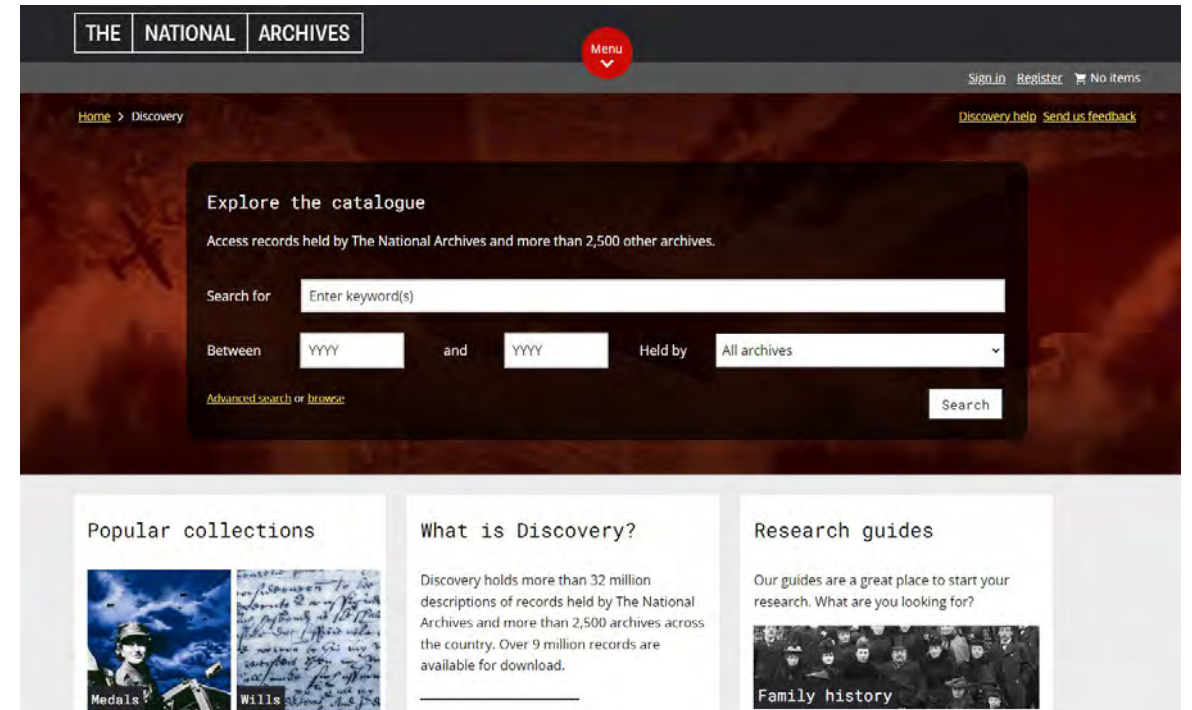 THE NATIONAL ARCHIVES
Menu
Sign in Register No items
Home > Discovery
Discovery help Send us feedback
Explore the catalogue
Access records held by The National Archives and more than 2,500 other archives.
Search for Enter keyword(s)
Between YYYY and YYYY Held by All archives
Advanced search or browse
Search
Popular collections
Medals
Wills
What is Discovery?
Discovery holds more than 32 million
descriptions of records held by The National
Archives and more than 2,500 archives across
the country. Over 9 million records are
available for download.
Research guides
Our guides are a great place to start your
research. What are you looking for?
Family history